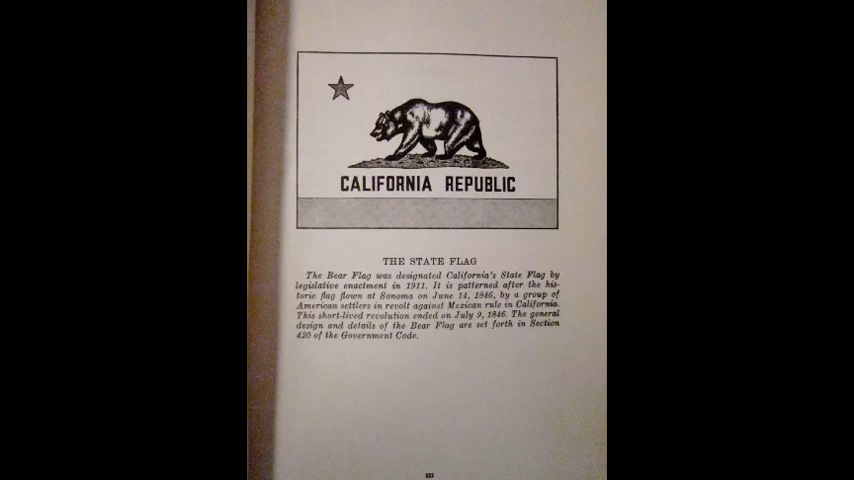 CALIFORNIA REPUBLIC
THE STATE FLAG
The Bear Flag was designated California's State Flag by
legislative enactment in 1911. It is patterned after the his-
toric flag flown at Sonoma on June 14, 1846, by a group of
American settlers in revolt against Mexican rule in California.
This short-lived revolution ended on July 9, 1846. The general
design and details of the Bear Flag are set forth in Section
420 of the Government Code.